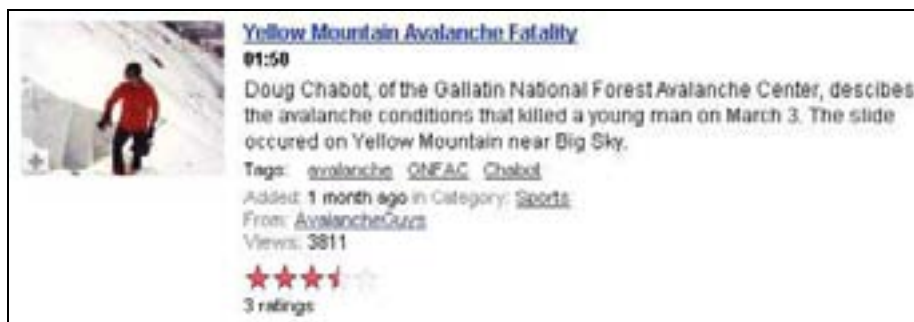 Yellow Mountain Avalanche Fatality
01:50
Doug Chabot, of the Gallatin National Forest Avalanche Center, descibes
the avalanche conditions that killed a young man on March 3. The slide
occured on Yellow Mountain near Big Sky.
Tags: avalanche GNFAC Chabot
Added: 1 month ago in Category: Sports
From: AvalancheGuys
Views: 3811
3 ratings